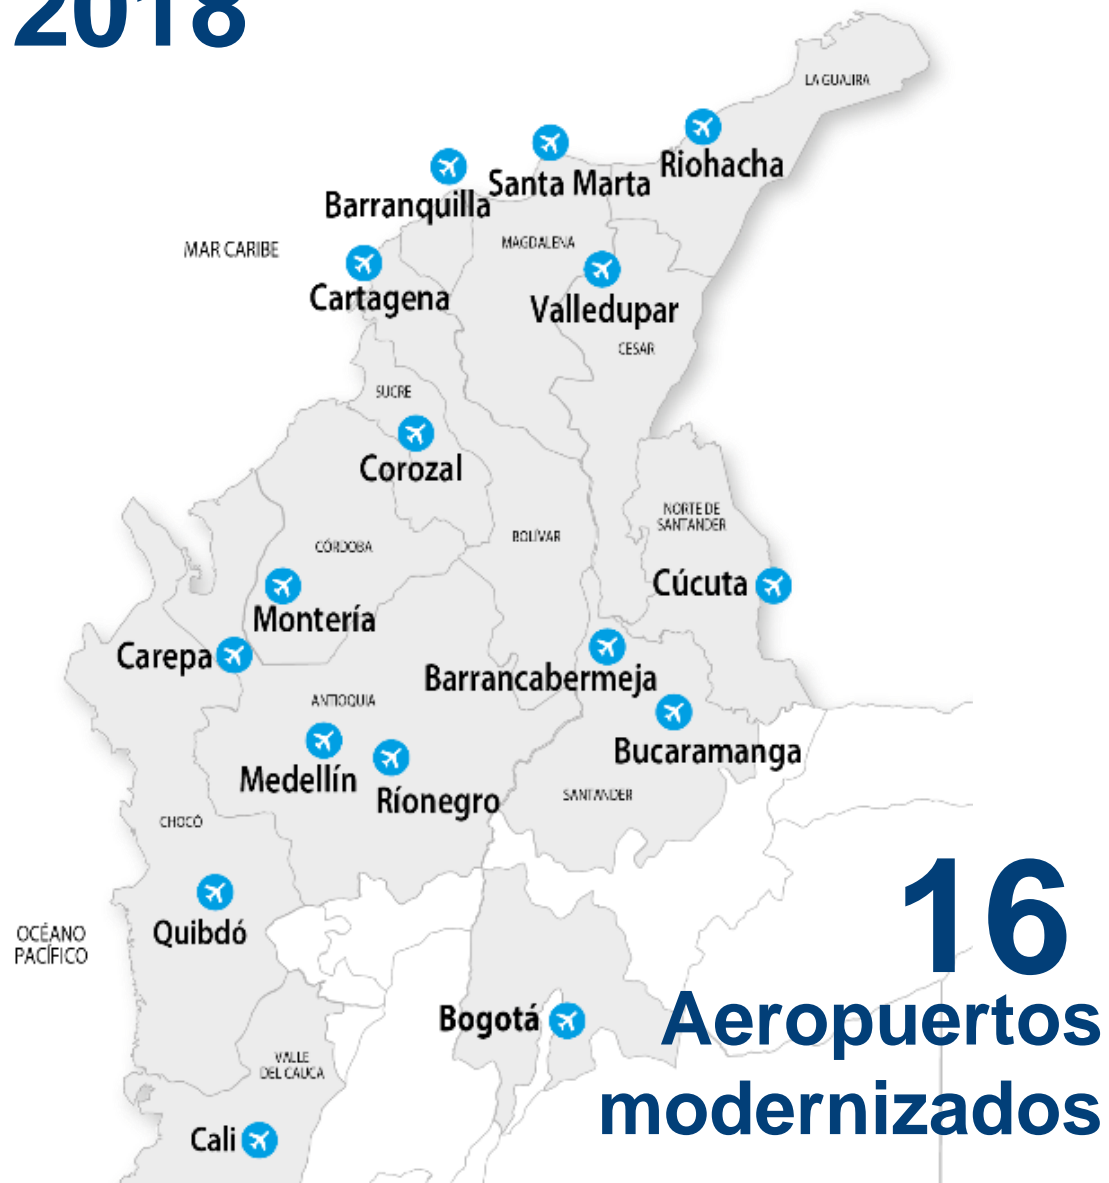 2018
LA GUAJIRA
Riohacha
Santa Marta
Barranquilla
MAR CARIBE
MAGDALENA
Cartagena
Valledupar
CESAR
SUCRE
Corozal
NORTE DE
SANTANDER
BOLÍVAR
CÓRDOBA
Cúcuta
Montería
Carepa
Barrancabermeja
ANTIOQUIA
Bucaramanga
Medellín
Ríonegro
SANTANDER
CHOCÓ
Quibdó
OCÉANO
PACÍFICO
16
Aeropuertos
modernizados
Bogotá
VALLE
DEL CAUCA
Cali